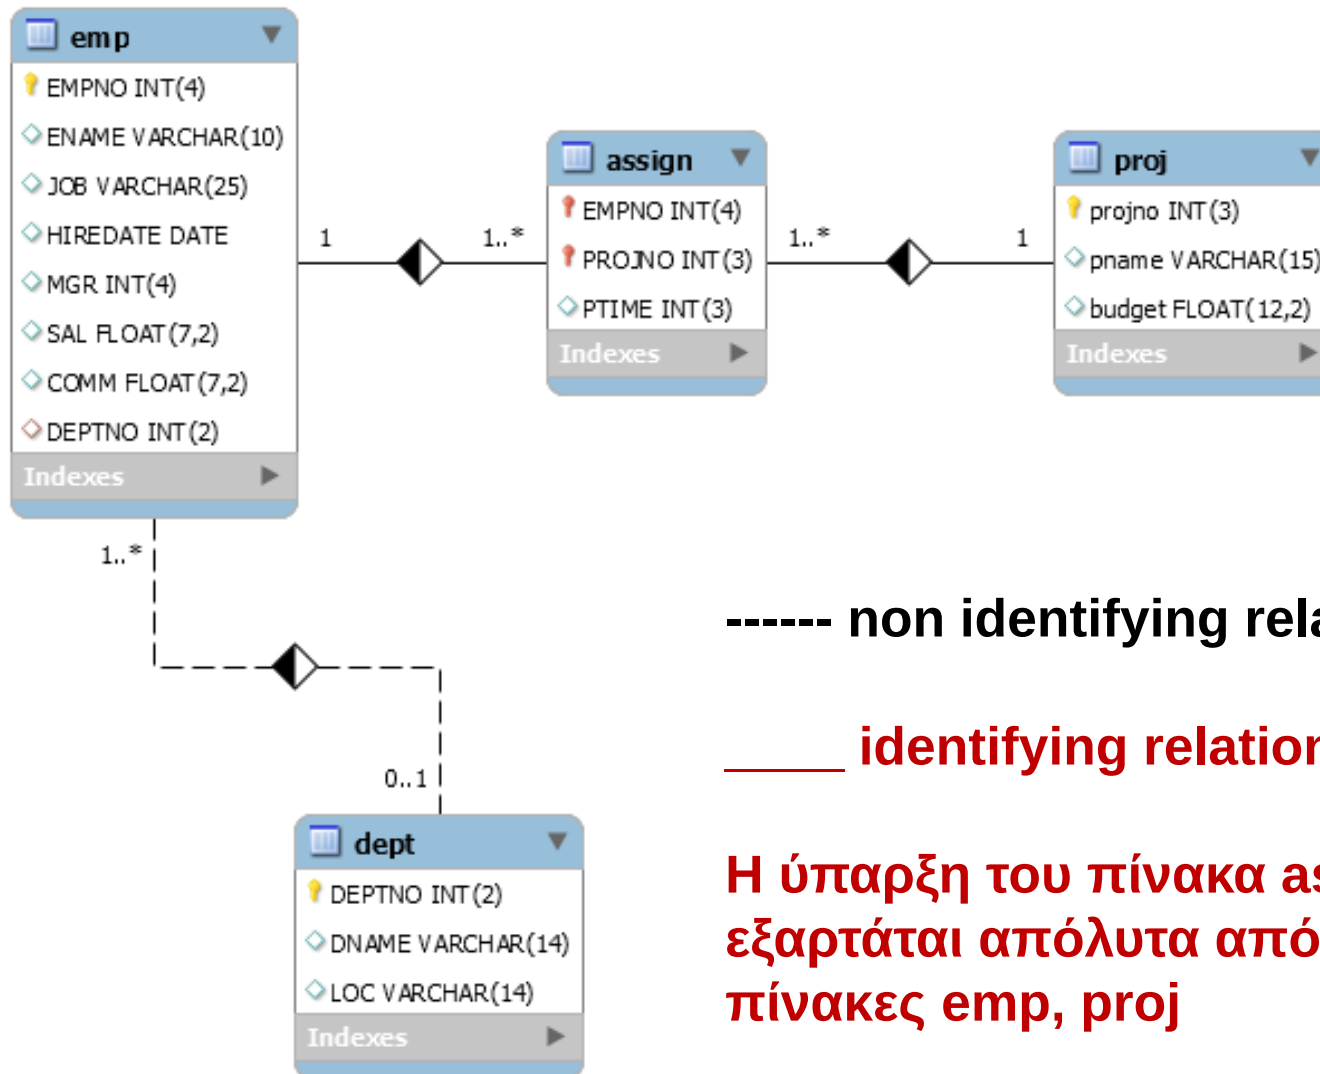 emp
EMPNO INT(4)
ENAME VARCHAR(10)
JOB VARCHAR(25)
HIREDATE DATE
MGR INT(4)
SAL FLOAT(7,2)
COMM FLOAT(7,2)
DEPTNO INT(2)
Indexes
1
1..*
assign
EMPNO INT(4)
PROJNO INT(3)
PTIME INT(3)
Indexes
1..*
1
proj
projno INT(3)
pname VARCHAR(15)
budget FLOAT(12,2)
Indexes
1..*
0..1
dept
DEPTNO INT(2)
DNAME VARCHAR(14)
LOC VARCHAR(14)
Indexes
------ non identifying
____ identifying
Η ύπαρξη του πίνακα
εξαρτάται απόλυτα από
πίνακες emp, proj